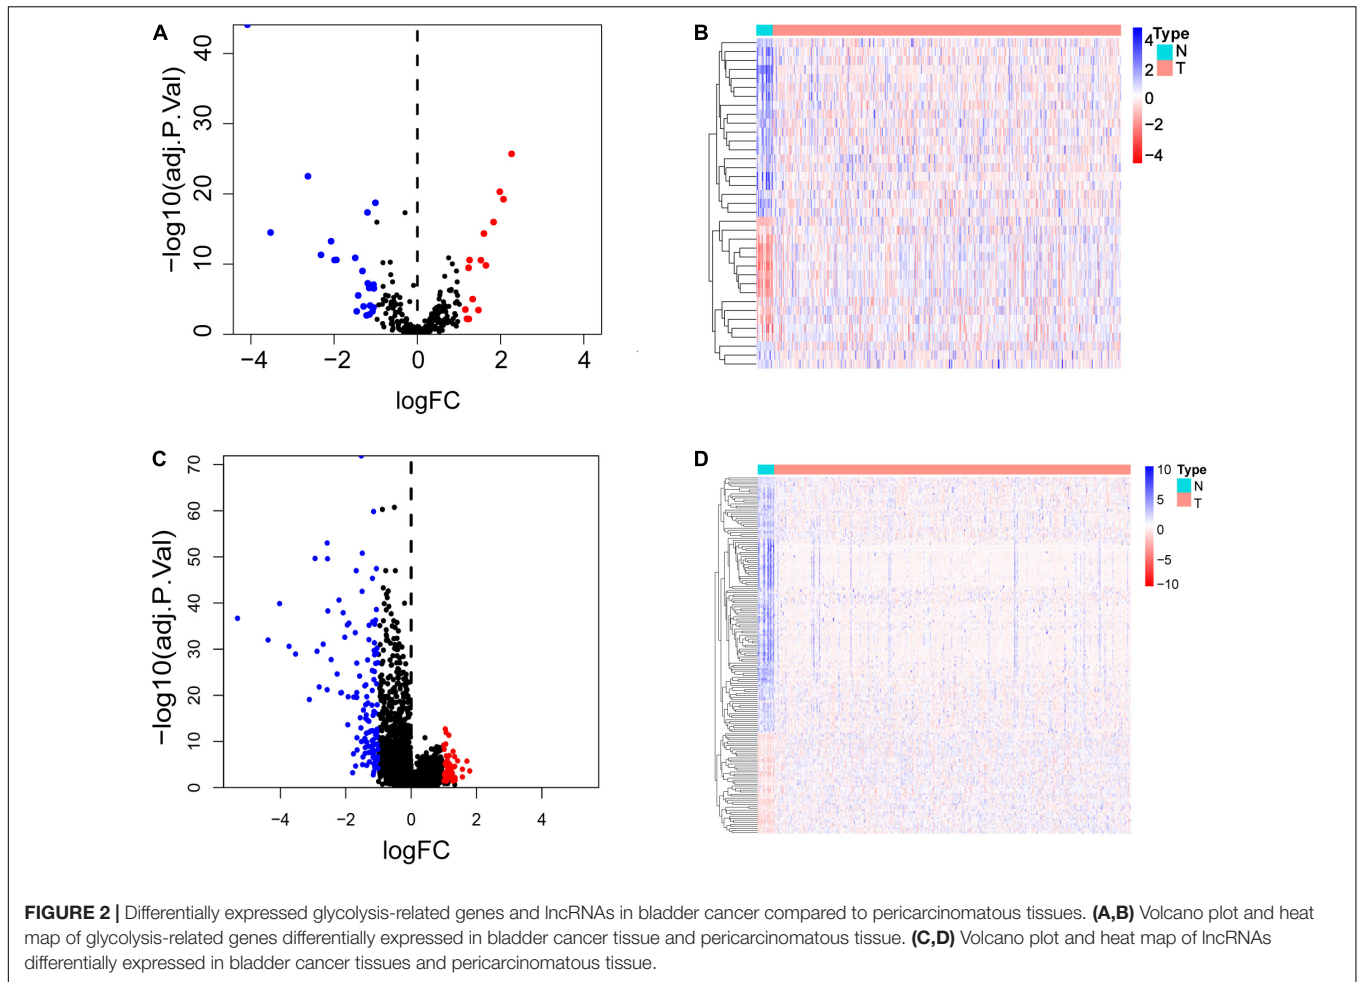 A
−log10(adj.P.Val)
40
30
20
10
0
−4 −2 0 2 4
logFC
B
Type
N
T
4
2
0
−2
−4
C
−log10(adj.P.Val)
70
60
50
40
30
20
10
0
−4 −2 0 2 4
logFC
D
10
5
0
−5
−10
Type
N
T
FIGURE 2 | Differentially expressed glycolysis-related genes and lncRNAs in bladder cancer compared to pericarcinomatous tissues. (A,B) Volcano plot and heat
map of glycolysis-related genes differentially expressed in bladder cancer tissue and pericarcinomatous tissue. (C,D) Volcano plot and heat map of lncRNAs
differentially expressed in bladder cancer tissues and pericarcinomatous tissue.